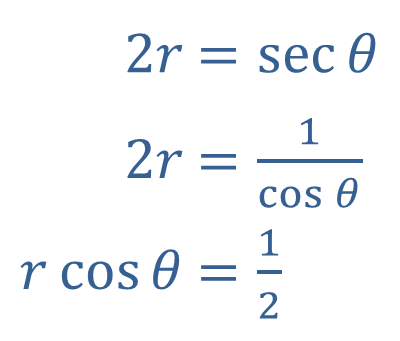 2r = sec θ
2r = 1/cos θ
r cos θ = 1/2